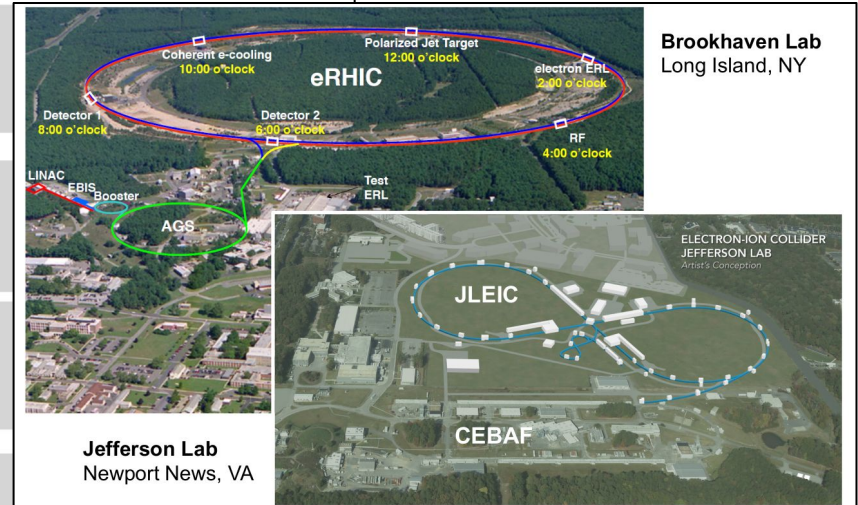 Brookhaven Lab
Long Island, NY
Coherent e-cooling
10:00 o'clock
Polarized Jet Target
12:00 o'clock
eRHIC
electron ERL
2:00 o'clock
Detector 1
8:00 o'clock
Detector 2
6:00 o'clock
RF
4:00 o'clock
LINAC
EBIS
Booster
Test
ERL
AGS
ELECTRON-ION COLLIDER
JEFFERSON LAB
Artist's Conception
JLEIC
CEBAF
Jefferson Lab
Newport News, VA